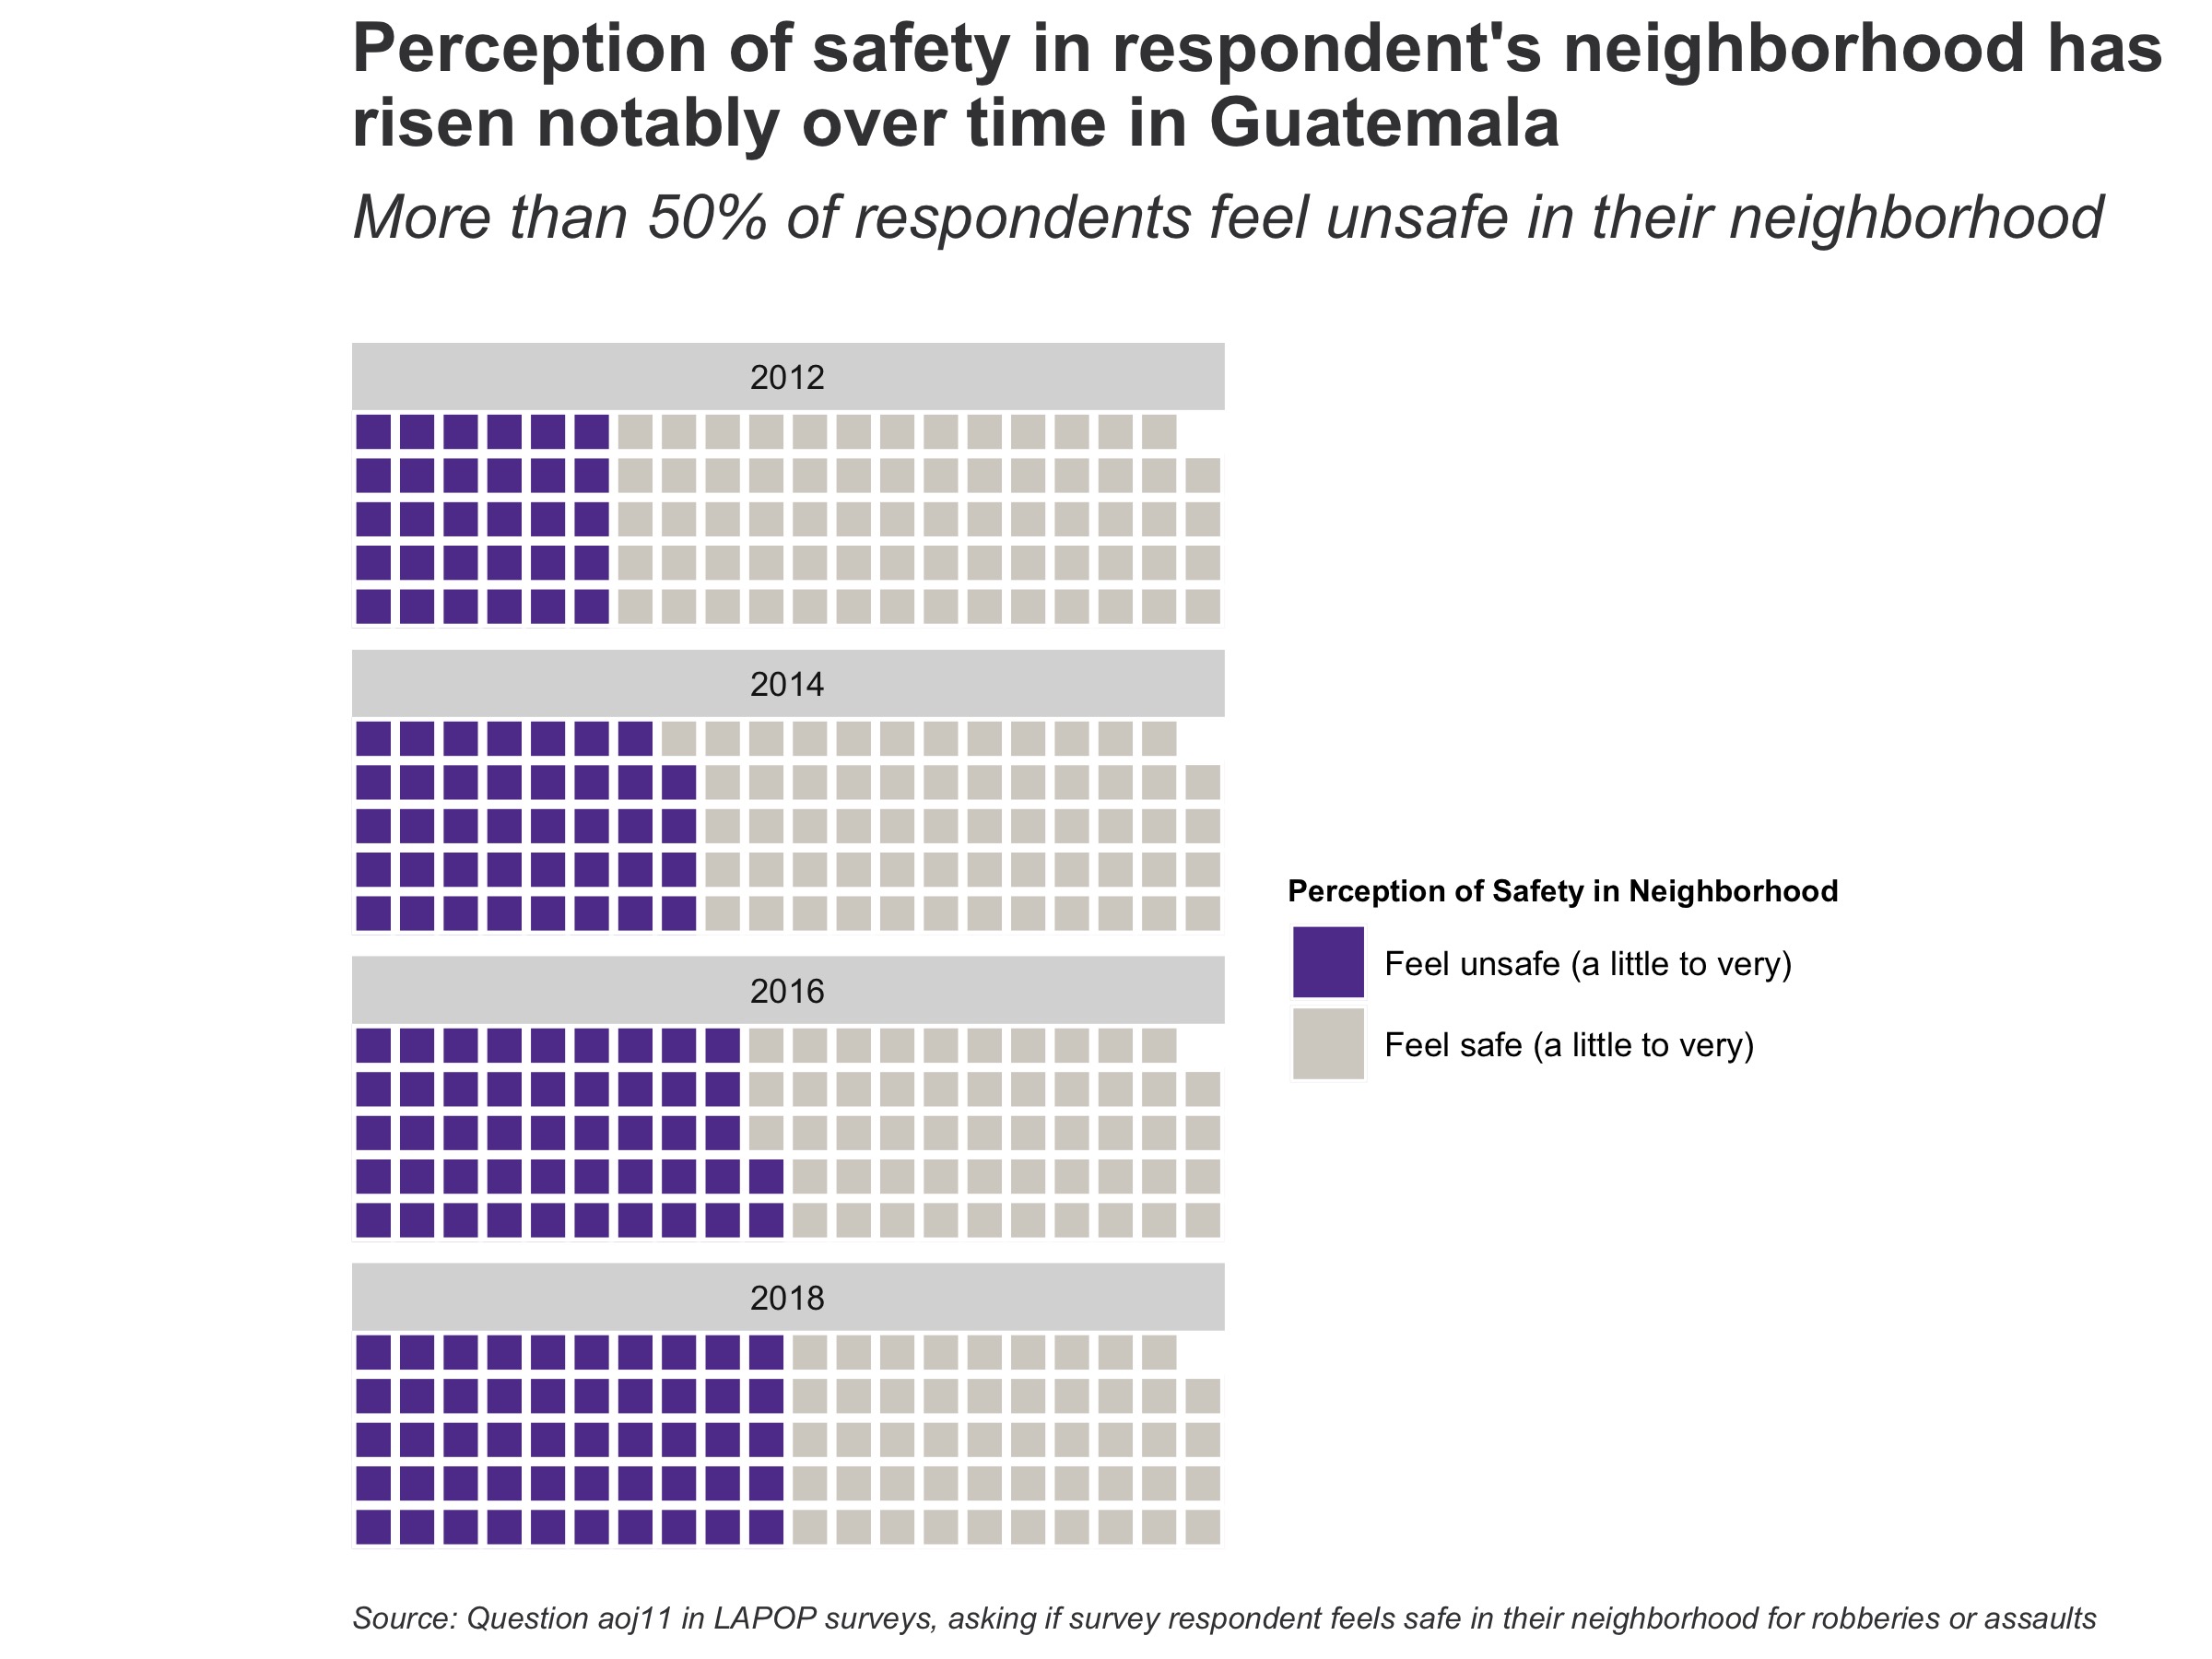 Perception of safety in respondent's neighborhood has
risen notably over time in Guatemala
More than 50% of respondents feel unsafe in their neighborhood
2012
2014
2016
2018
Perception of Safety in Neighborhood
Feel unsafe (a little to very)
Feel safe (a little to very)
Source: Question aoj11 in LAPOP surveys, asking if survey respondent feels safe in their neighborhood for robberies or assaults